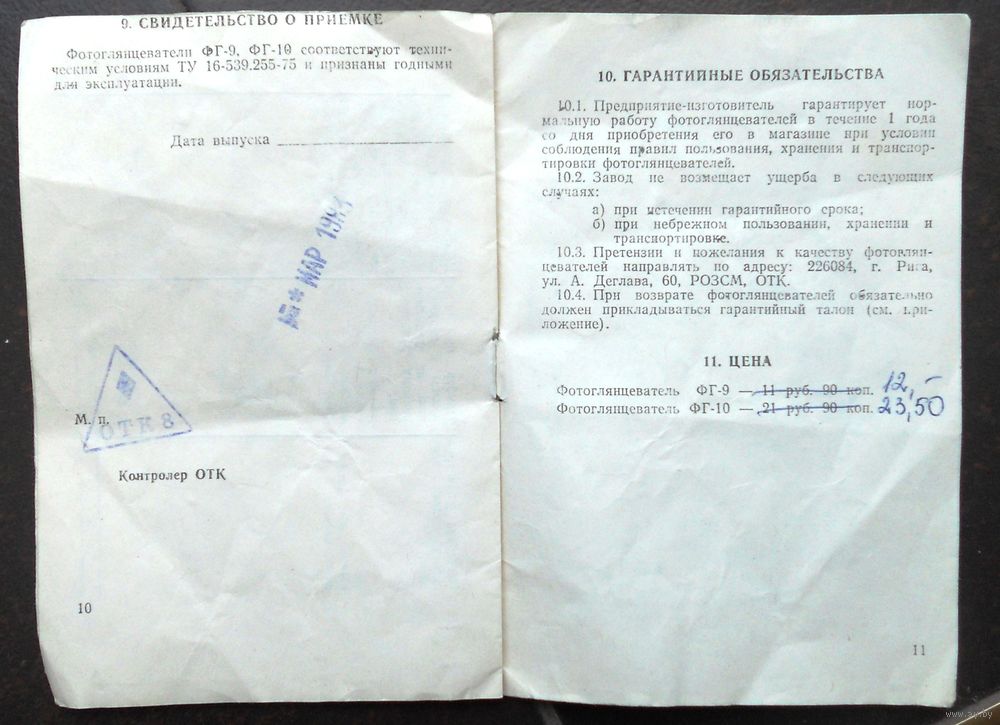 9. СВИДЕТЕЛЬСТВО О ПРИЕМКЕ
Фотоглянцеватели ФГ-9, ФГ-10 соответствуют техни-
ческим условиям ТУ 16-539.255-75 и признаны годными
для эксплуатации.
Дата выпуска
МАР
М. п.
ОТК 8
Контролер ОТК
10
10. ГАРАНТИЙНЫЕ ОБЯЗАТЕЛЬСТВА
10.1. Предприятие-изготовитель гарантирует нор-
мальную работу фотоглянцевателей в течение 1 года
со дня приобретения его в магазине при условии
соблюдения правил пользования, хранения и транспор-
тировки фотоглянцевателей.
10.2. Завод не возмещает ущерба в следующих
случаях:
а) при истечении гарантийного срока;
б) при небрежном пользовании, хранении и
транспортировке.
10.3. Претензии и пожелания к качеству фотовлян-
цевателей направлять по адресу: 226084, г. Рига,
ул. А. Деглава, 60, РОЗСМ, ОТК.
10.4. При возврате фотоглянцевателей обязательно
должен прикладываться гарантийный талон (см. при-
ложение).
11. ЦЕНА
Фотоглянцеватель ФГ-9 — 11 руб. 90 коп. 12,—
Фотоглянцеватель ФГ-10 — 21 руб. 90 коп. 23,50
11
www.ay.by